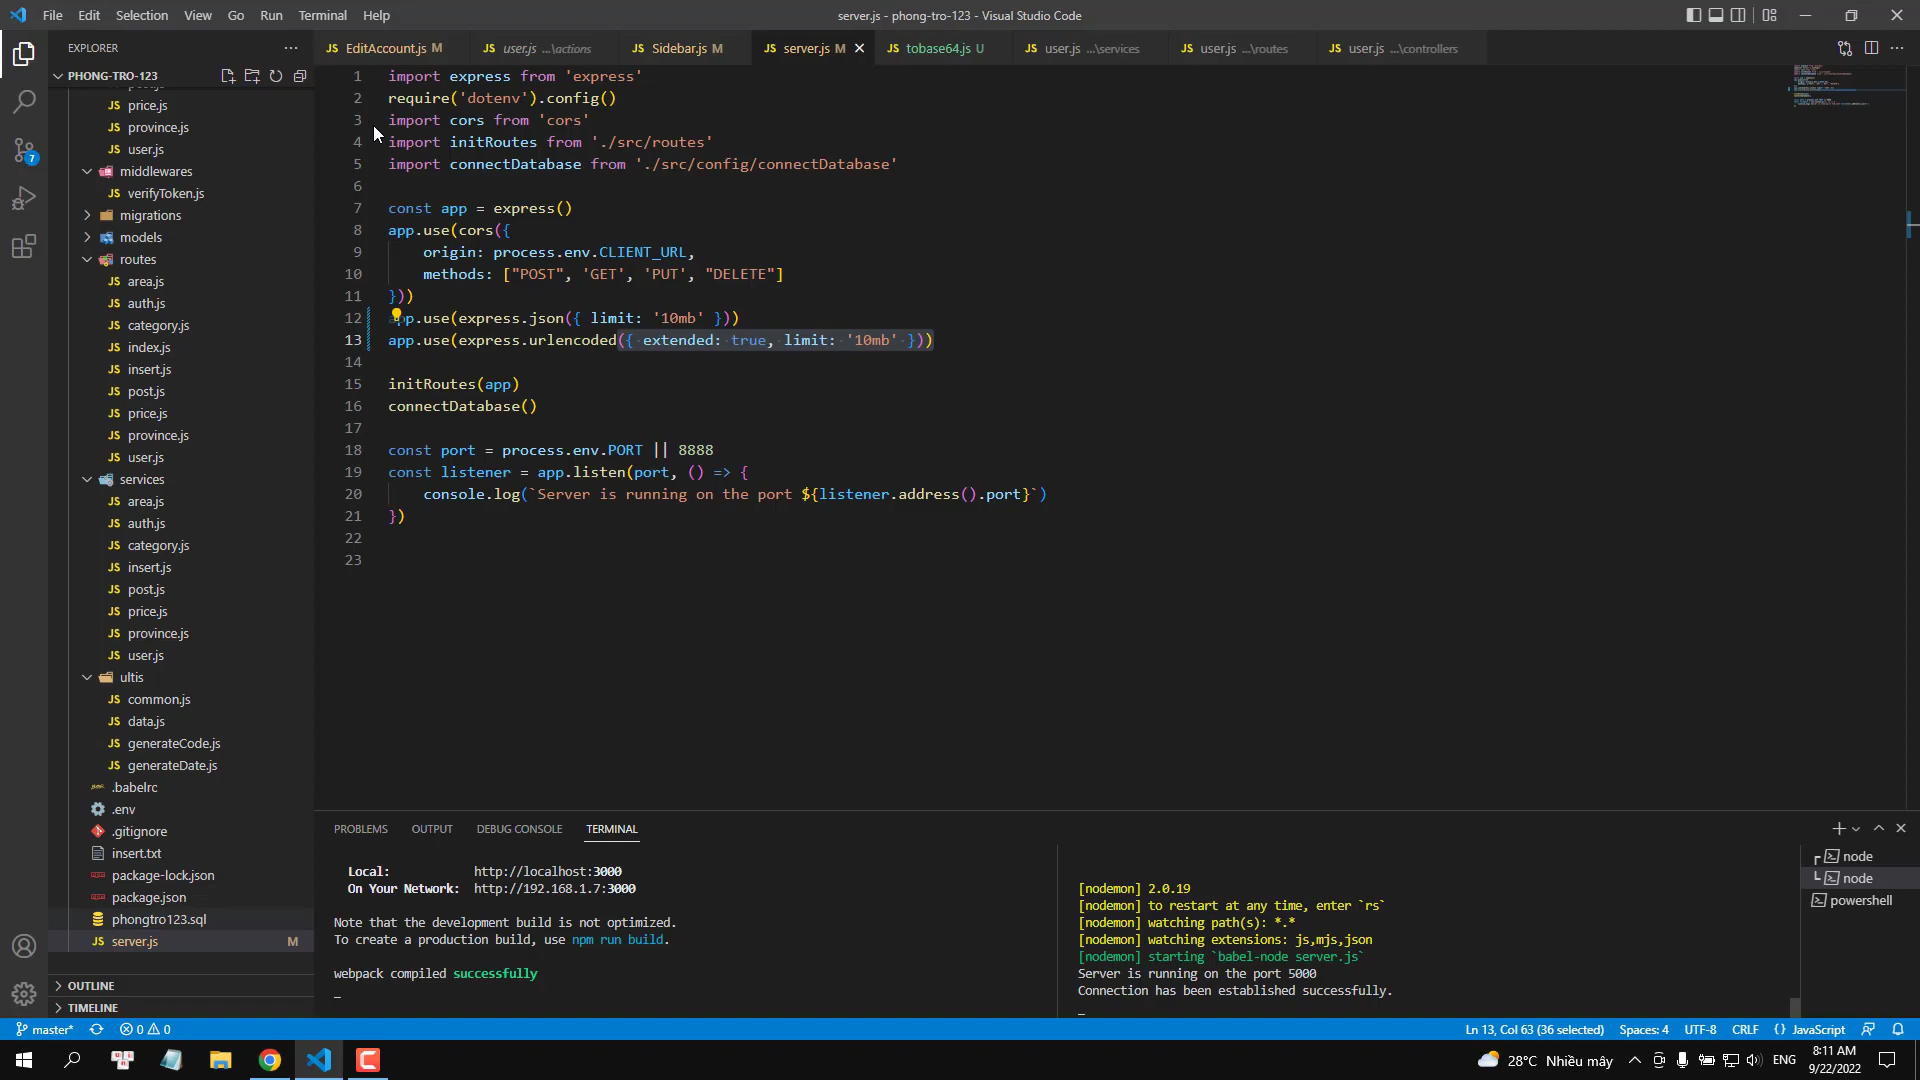 File Edit Selection View Go Run Terminal Help
server.js - phong-tro-123 - Visual Studio Code
EXPLORER
PHONG-TRO-123
price.js
province.js
user.js
middlewares
verifyToken.js
migrations
models
routes
area.js
auth.js
category.js
index.js
insert.js
post.js
price.js
province.js
user.js
services
area.js
auth.js
category.js
insert.js
post.js
price.js
province.js
user.js
ultis
common.js
data.js
generateCode.js
generateDate.js
.babelrc
.env
.gitignore
insert.txt
package-lock.json
package.json
phongtro123.sql
server.js M
OUTLINE
TIMELINE
JS EditAccount.js M JS user.js ...\actions JS Sidebar.js M JS server.js M JS tobase64.js U JS user.js ...\services JS user.js ...\routes JS user.js ...\controllers
1 import express from 'express'
2 require('dotenv').config()
3 import cors from 'cors'
4 import initRoutes from './src/routes'
5 import connectDatabase from './src/config/connectDatabase'
6
7 const app = express()
8 app.use(cors({
9 origin: process.env.CLIENT_URL,
10 methods: ["POST", 'GET', 'PUT', "DELETE"]
11 }))
12 app.use(express.json({ limit: '10mb' }))
13 app.use(express.urlencoded({ extended: true, limit: '10mb' }))
14
15 initRoutes(app)
16 connectDatabase()
17
18 const port = process.env.PORT || 8888
19 const listener = app.listen(port, () => {
20 console.log(`Server is running on the port ${listener.address().port}`)
21 })
22
23
PROBLEMS OUTPUT DEBUG CONSOLE TERMINAL
Local: http://localhost:3000
On Your Network: http://192.168.1.7:3000
Note that the development build is not optimized.
To create a production build, use npm run build.
webpack compiled successfully
[nodemon] 2.0.19
[nodemon] to restart at any time, enter `rs`
[nodemon] watching path(s): *.*
[nodemon] watching extensions: js,mjs,json
[nodemon] starting `babel-node server.js`
Server is running on the port 5000
Connection has been established successfully.
node
node
powershell
7
master* 0 0
Ln 13, Col 63 (36 selected) Spaces: 4 UTF-8 CRLF {} JavaScript
28°C Nhiều mây ENG
8:11 AM
9/22/2022